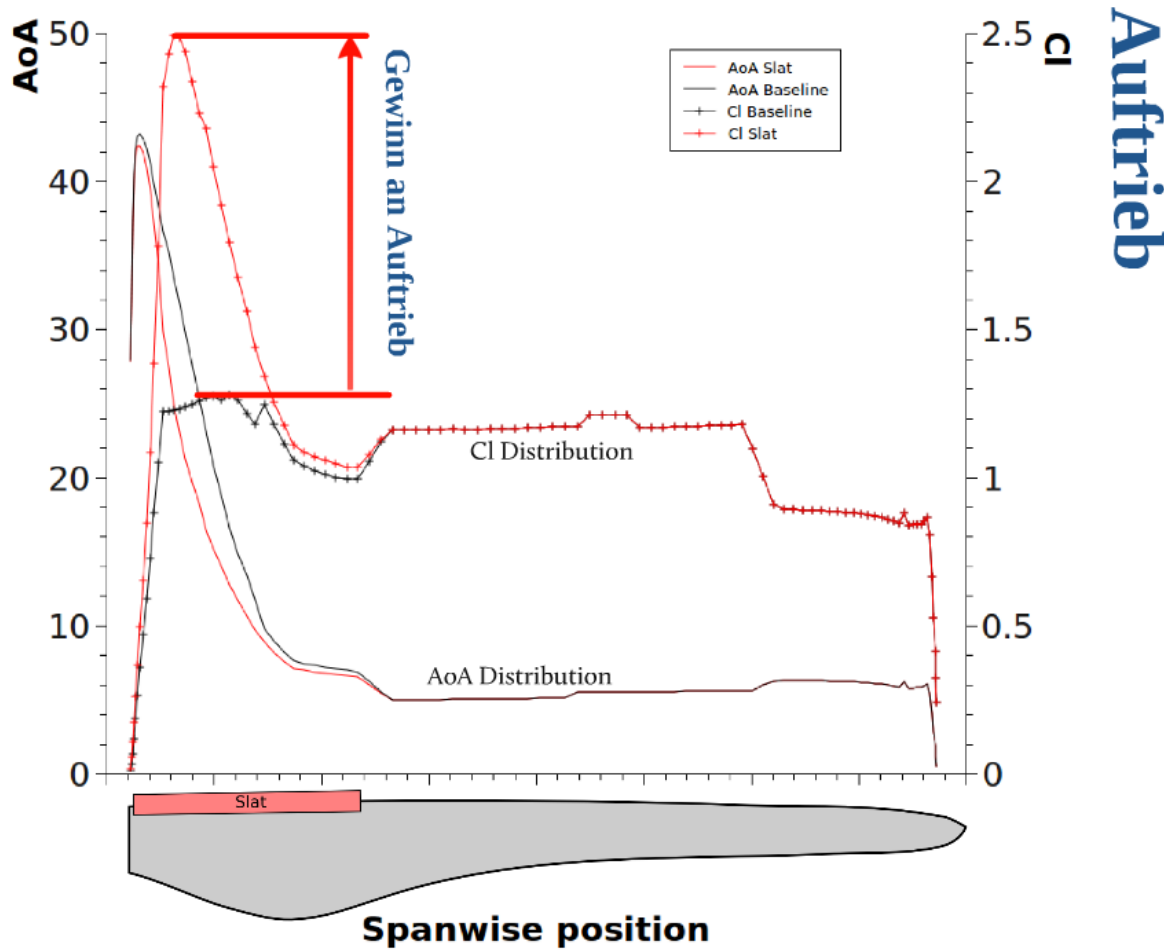 AoA
50
40
30
20
10
0
Gewinn an Auftrieb
AoA Slat
AoA Baseline
Cl Baseline
Cl Slat
Cl Distribution
AoA Distribution
2.5
2
1.5
1
0.5
0
Cl
Auftrieb
Slat
Spanwise position